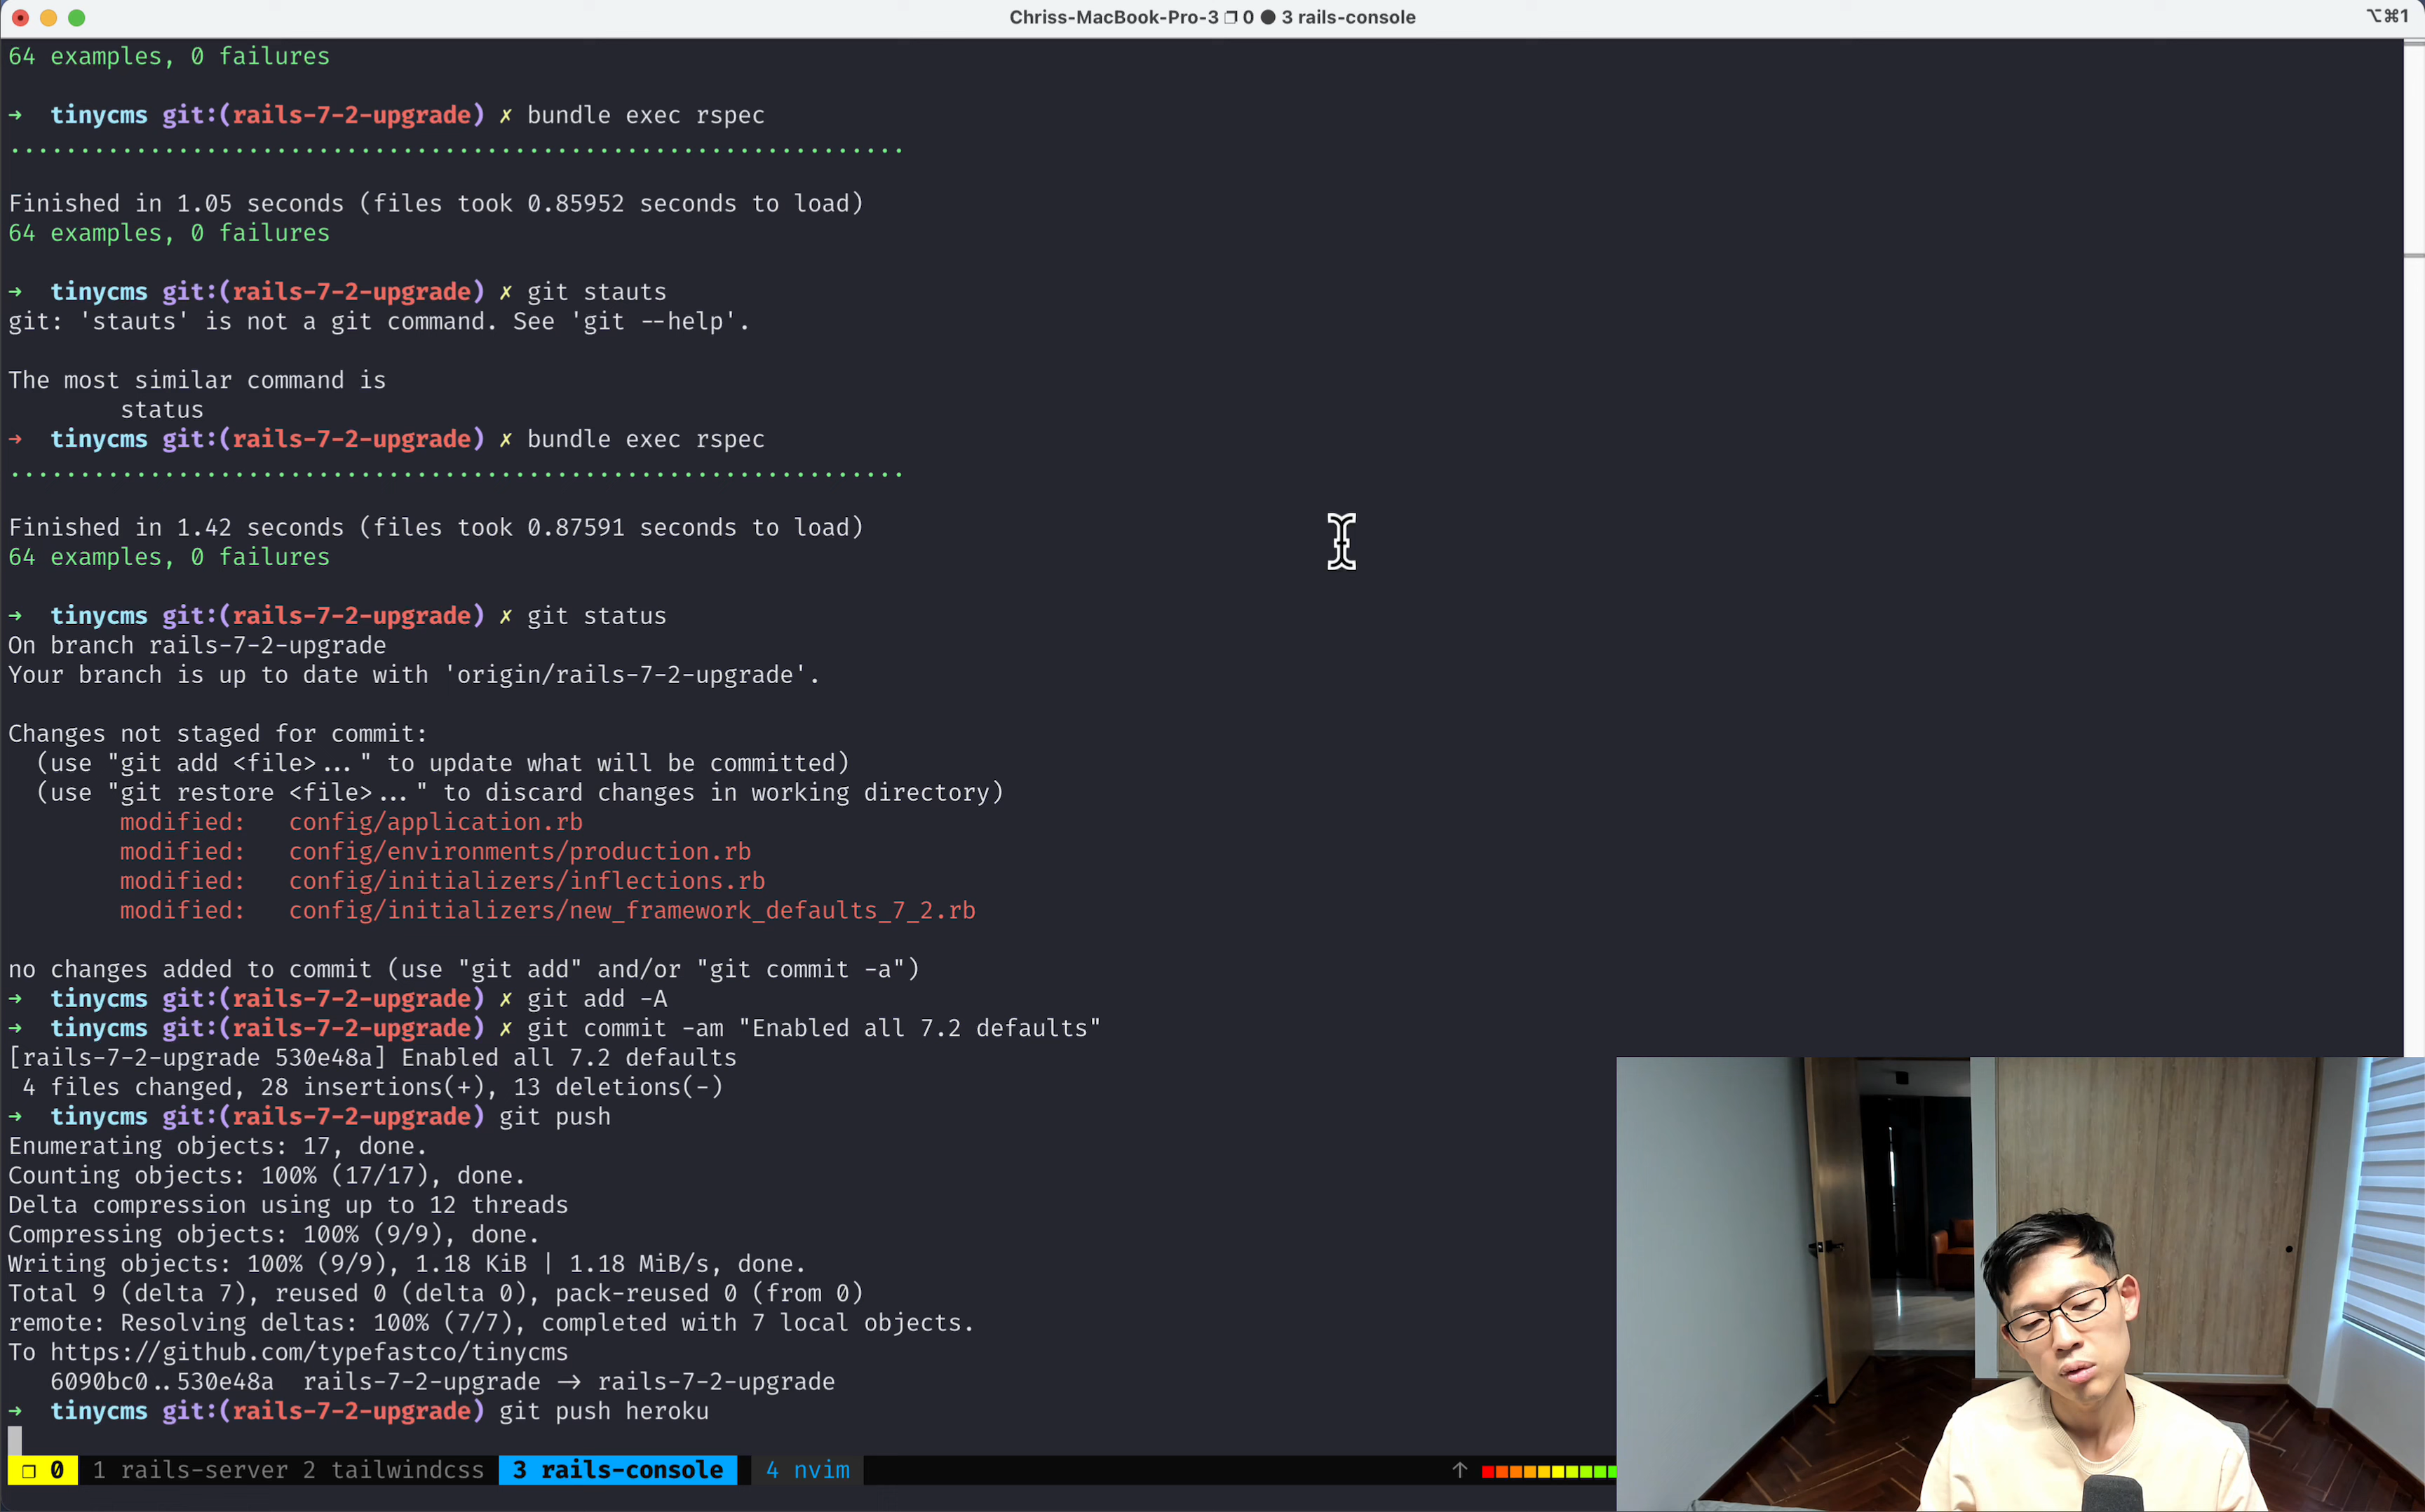 Chriss-MacBook-Pro-3 ❐ 0 ● 3 rails-console
⌥⌘1
64 examples, 0 failures
→ tinycms git:(rails-7-2-upgrade) ✗ bundle exec rspec
................................................................
Finished in 1.05 seconds (files took 0.85952 seconds to load)
64 examples, 0 failures
→ tinycms git:(rails-7-2-upgrade) ✗ git stauts
git: 'stauts' is not a git command. See 'git --help'.
The most similar command is
status
→ tinycms git:(rails-7-2-upgrade) ✗ bundle exec rspec
................................................................
Finished in 1.42 seconds (files took 0.87591 seconds to load)
64 examples, 0 failures
→ tinycms git:(rails-7-2-upgrade) ✗ git status
On branch rails-7-2-upgrade
Your branch is up to date with 'origin/rails-7-2-upgrade'.
Changes not staged for commit:
(use "git add <file>..." to update what will be committed)
(use "git restore <file>..." to discard changes in working directory)
modified:   config/application.rb
modified:   config/environments/production.rb
modified:   config/initializers/inflections.rb
modified:   config/initializers/new_framework_defaults_7_2.rb
no changes added to commit (use "git add" and/or "git commit -a")
→ tinycms git:(rails-7-2-upgrade) ✗ git add -A
→ tinycms git:(rails-7-2-upgrade) ✗ git commit -am "Enabled all 7.2 defaults"
[rails-7-2-upgrade 530e48a] Enabled all 7.2 defaults
4 files changed, 28 insertions(+), 13 deletions(-)
→ tinycms git:(rails-7-2-upgrade) git push
Enumerating objects: 17, done.
Counting objects: 100% (17/17), done.
Delta compression using up to 12 threads
Compressing objects: 100% (9/9), done.
Writing objects: 100% (9/9), 1.18 KiB | 1.18 MiB/s, done.
Total 9 (delta 7), reused 0 (delta 0), pack-reused 0 (from 0)
remote: Resolving deltas: 100% (7/7), completed with 7 local objects.
To https://github.com/typefastco/tinycms
6090bc0..530e48a  rails-7-2-upgrade -> rails-7-2-upgrade
→ tinycms git:(rails-7-2-upgrade) git push heroku
❐ 0 1 rails-server 2 tailwindcss 3 rails-console 4 nvim ↑